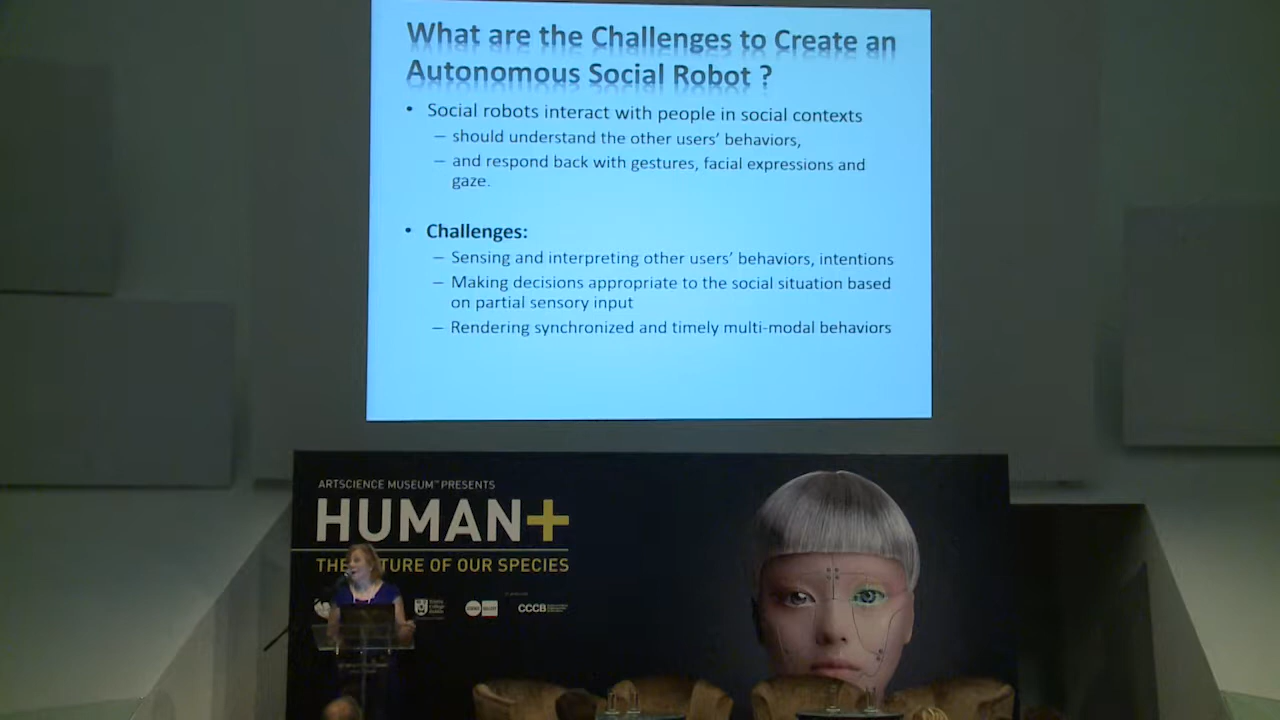 What are the Challenges to Create an
Autonomous Social Robot ?
• Social robots interact with people in social contexts
– should understand the other users’ behaviors,
– and respond back with gestures, facial expressions and
gaze.
• Challenges:
– Sensing and interpreting other users’ behaviors, intentions
– Making decisions appropriate to the social situation based
on partial sensory input
– Rendering synchronized and timely multi-modal behaviors
ARTSCIENCE MUSEUM™ PRESENTS
HUMAN+
THE TURE OF OUR SPECIES
CCCB